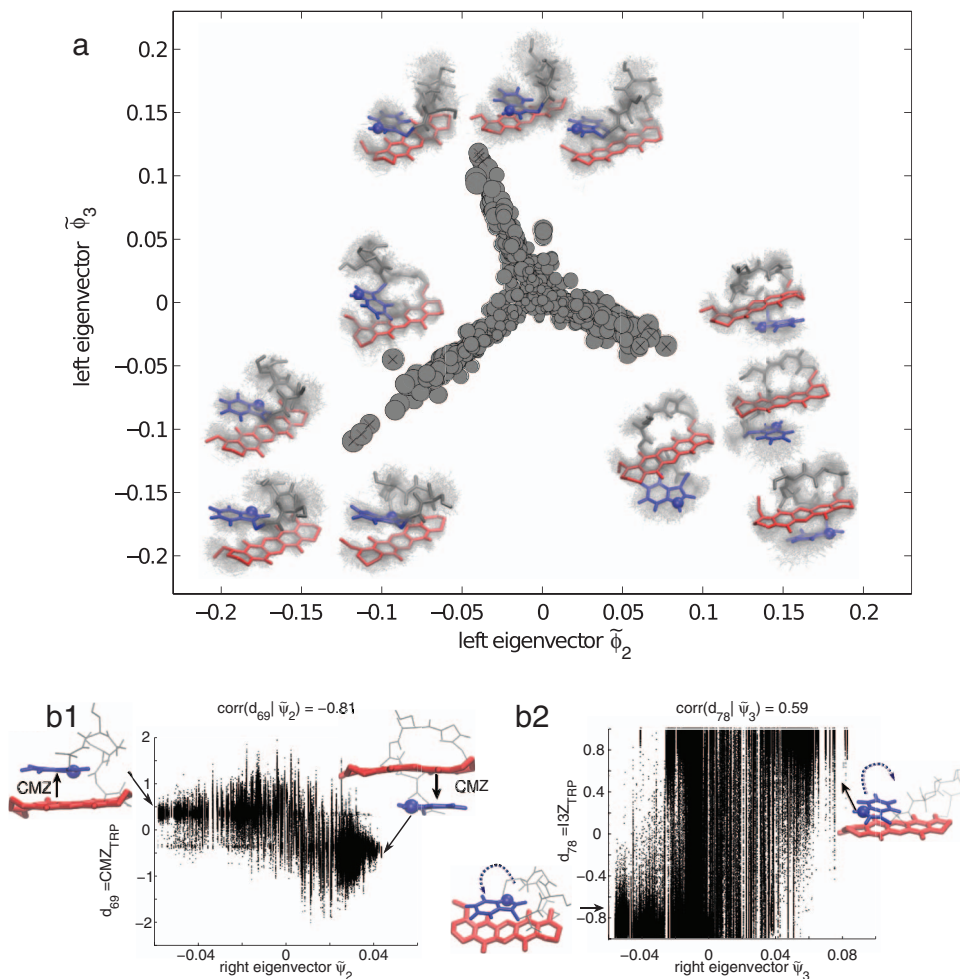 a
0.2
0.15
0.1
0.05
0
−0.05
−0.1
−0.15
−0.2
left eigenvector ϕ̃3
−0.2 −0.15 −0.1 −0.05 0 0.05 0.1 0.15 0.2
left eigenvector ϕ̃2
b1
corr(d69| ψ̃2) = −0.81
2
1
0
−1
−2
d69 =CMZTRP
CMZ
CMZ
−0.04 0 0.04
right eigenvector ψ̃2
b2
corr(d78| ψ̃3) = 0.59
0.8
0.4
0
−0.4
−0.8
d78 =I3ZTRP
−0.04 0 0.04 0.08
right eigenvector ψ̃3